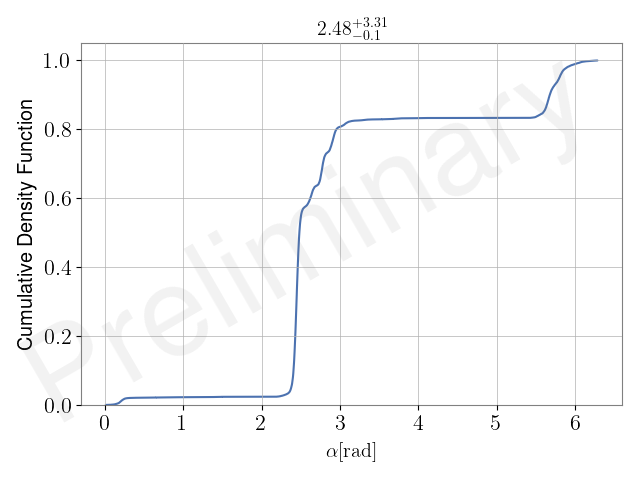 2.48^{+3.31}_{-0.1}
Cumulative Density Function
1.0
0.8
0.6
0.4
0.2
0.0
Preliminary
0 1 2 3 4 5 6
α[rad]